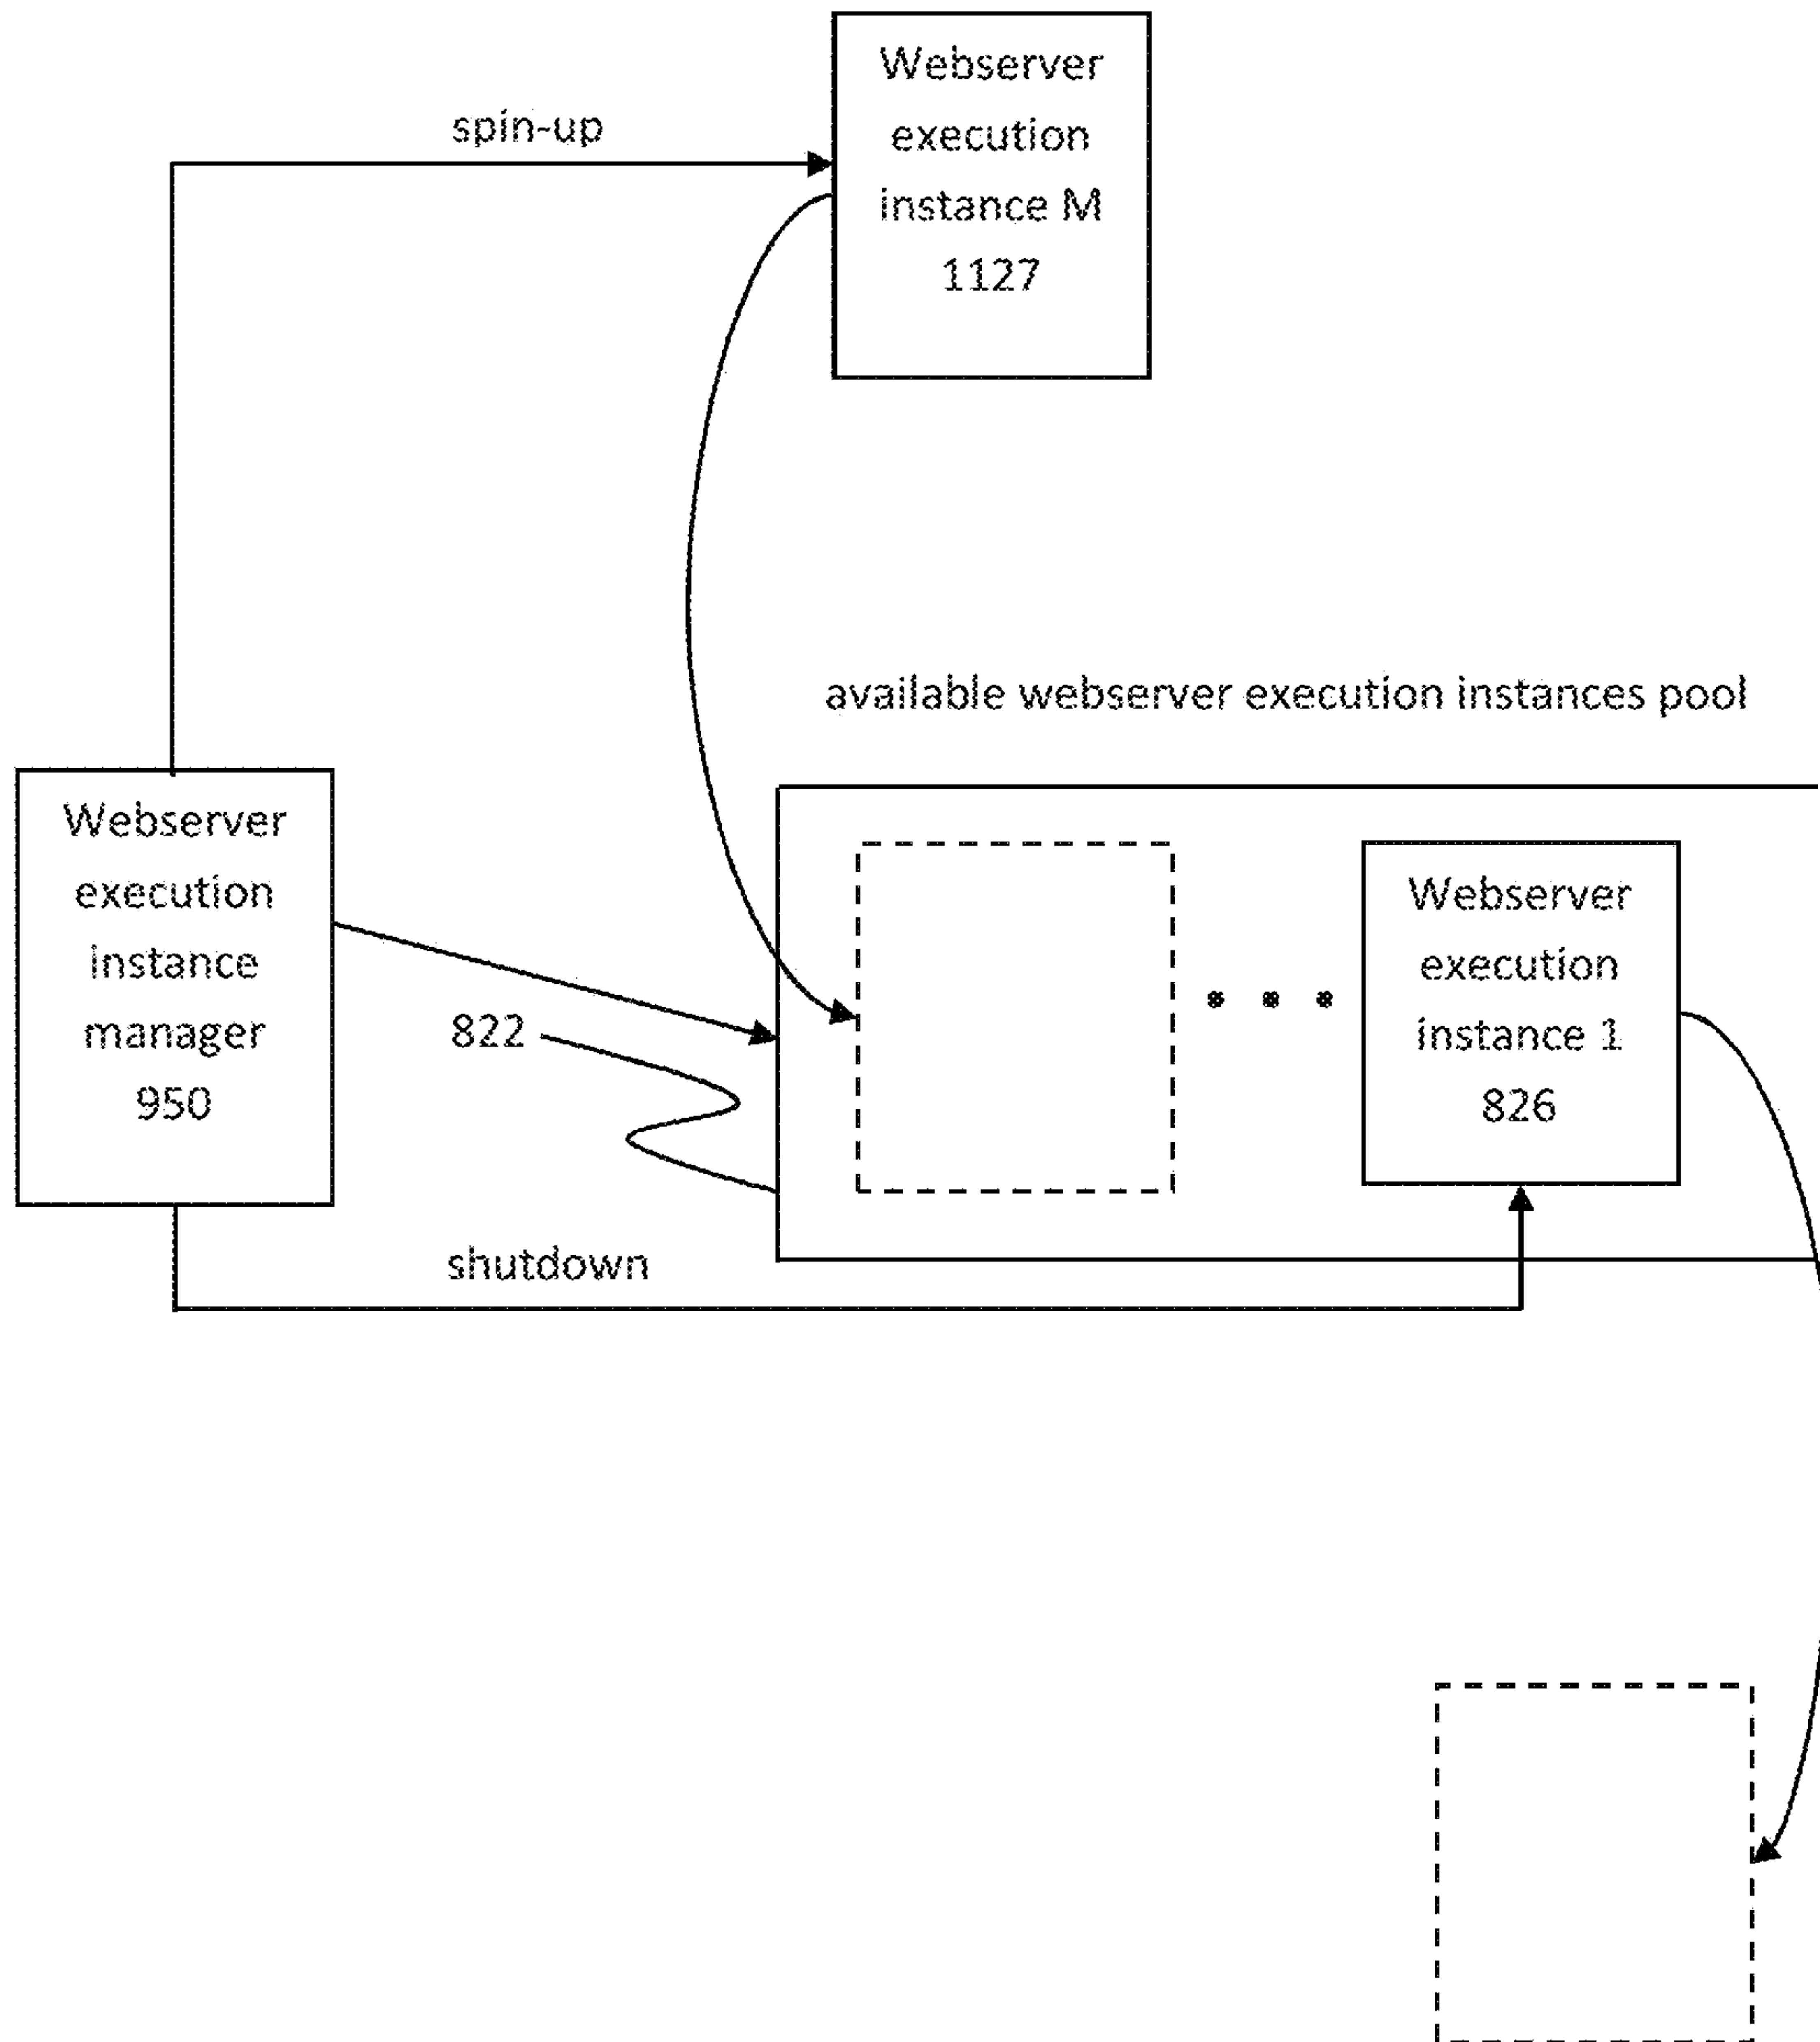 Webserver
execution
instance M
1127
spin-up
available webserver execution instances pool
Webserver
execution
instance
manager
950
822
Webserver
execution
instance 1
826
shutdown